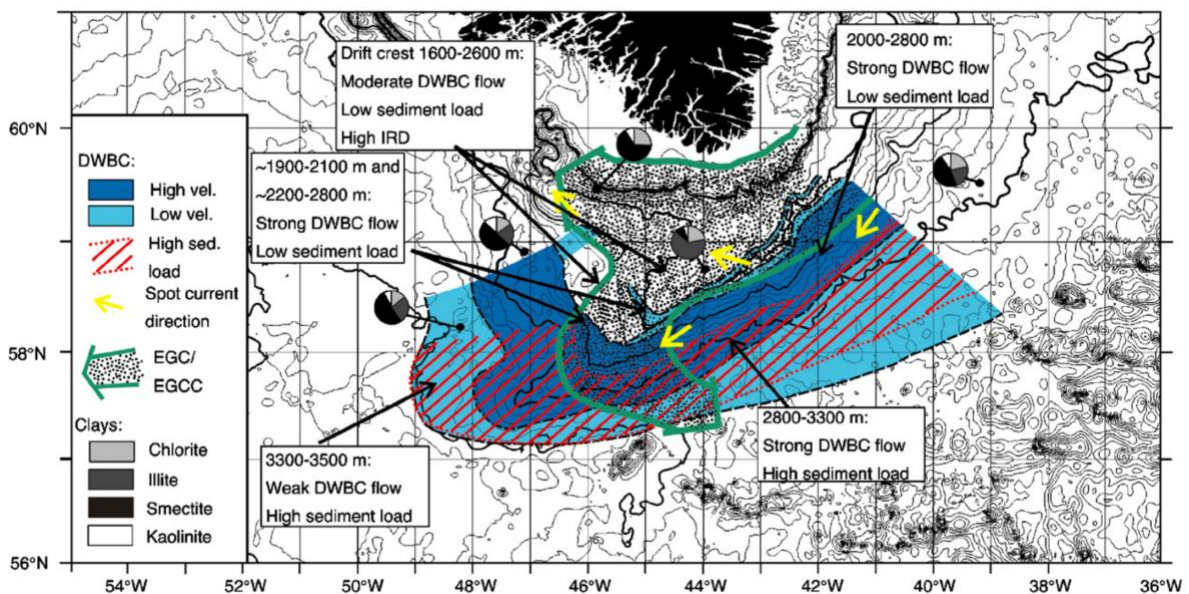 Drift crest 1600-2600 m:
Moderate DWBC flow
Low sediment load
High IRD
2000-2800 m:
Strong DWBC flow
Low sediment load
~1900-2100 m and
~2200-2800 m:
Strong DWBC flow
Low sediment load
3300-3500 m:
Weak DWBC flow
High sediment load
2800-3300 m:
Strong DWBC flow
High sediment load
DWBC:
High vel.
Low vel.
High sed.
load
Spot current
direction
EGC/
EGCC
Clays:
Chlorite
Illite
Smectite
Kaolinite
60°N
58°N
56°N
54°W
52°W
50°W
48°W
46°W
44°W
42°W
40°W
38°W
36°W